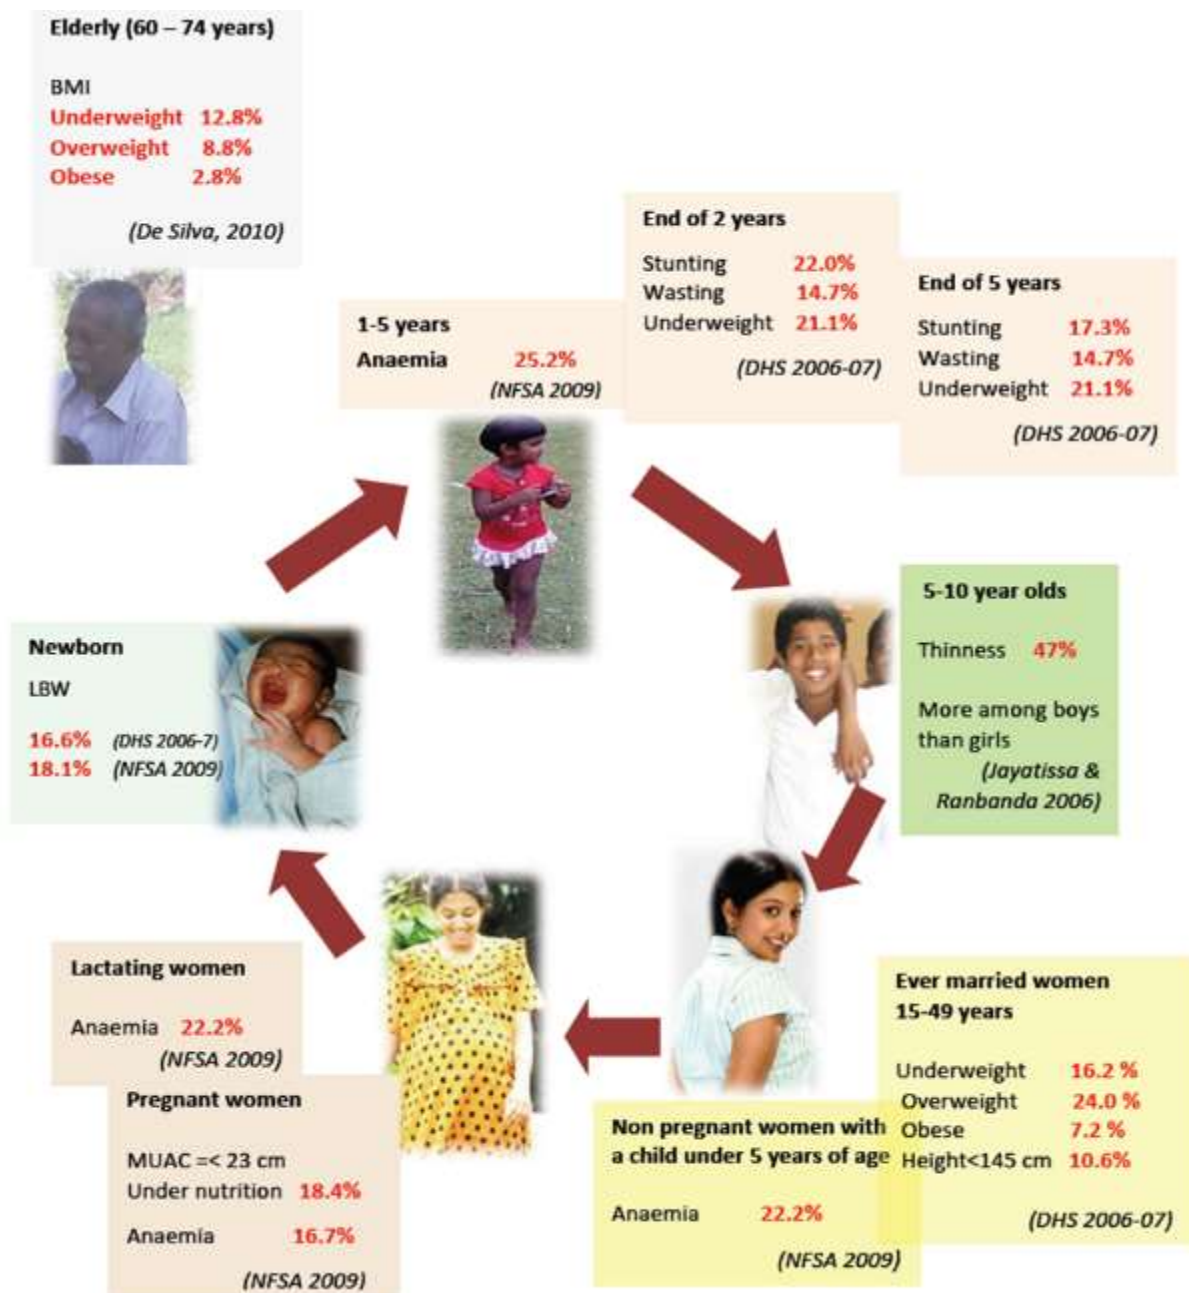 Elderly (60 – 74 years)
BMI
Underweight 12.8%
Overweight 8.8%
Obese 2.8%
(De Silva, 2010)
End of 2 years
Stunting 22.0%
Wasting 14.7%
Underweight 21.1%
(DHS 2006-07)
End of 5 years
Stunting 17.3%
Wasting 14.7%
Underweight 21.1%
(DHS 2006-07)
1-5 years
Anaemia 25.2%
(NFSA 2009)
5-10 year olds
Thinness 47%
More among boys
than girls
(Jayatissa &
Ranbanda 2006)
Newborn
LBW
16.6% (DHS 2006-7)
18.1% (NFSA 2009)
Lactating women
Anaemia 22.2%
(NFSA 2009)
Pregnant women
MUAC =< 23 cm
Under nutrition 18.4%
Anaemia 16.7%
(NFSA 2009)
Ever married women
15-49 years
Underweight 16.2 %
Overweight 24.0 %
Obese 7.2 %
Height<145 cm 10.6%
(DHS 2006-07)
Non pregnant women with
a child under 5 years of age
Anaemia 22.2%
(NFSA 2009)